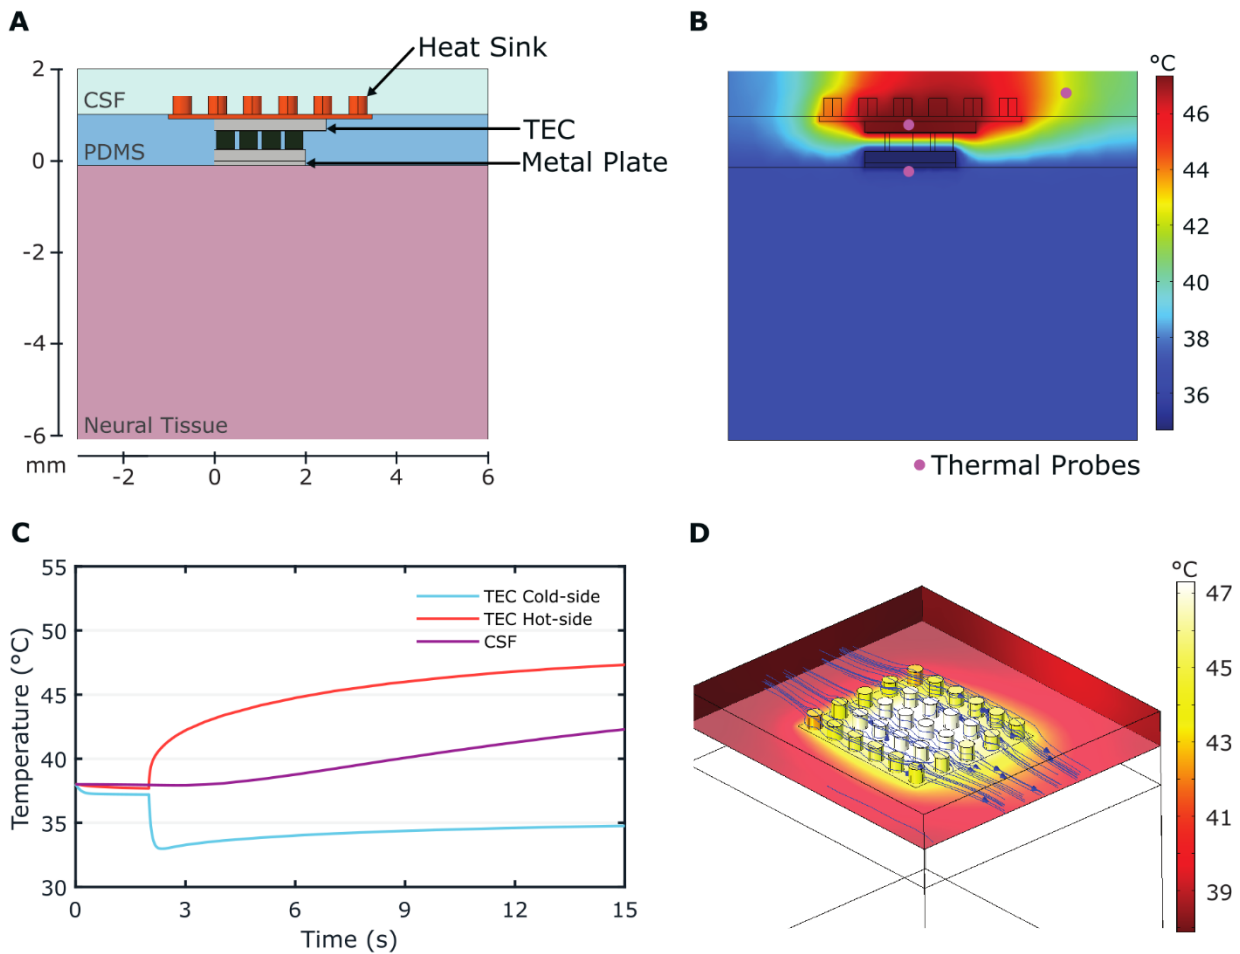 A
Heat Sink
2
CSF
TEC
PDMS
0
Metal Plate
-2
-4
Neural Tissue
-6
mm
-2
0
2
4
6
B
°C
46
44
42
40
38
36
Thermal Probes
C
55
50
45
40
35
30
Temperature (°C)
TEC Cold-side
TEC Hot-side
CSF
0
3
6
9
12
15
Time (s)
D
°C
47
45
43
41
39